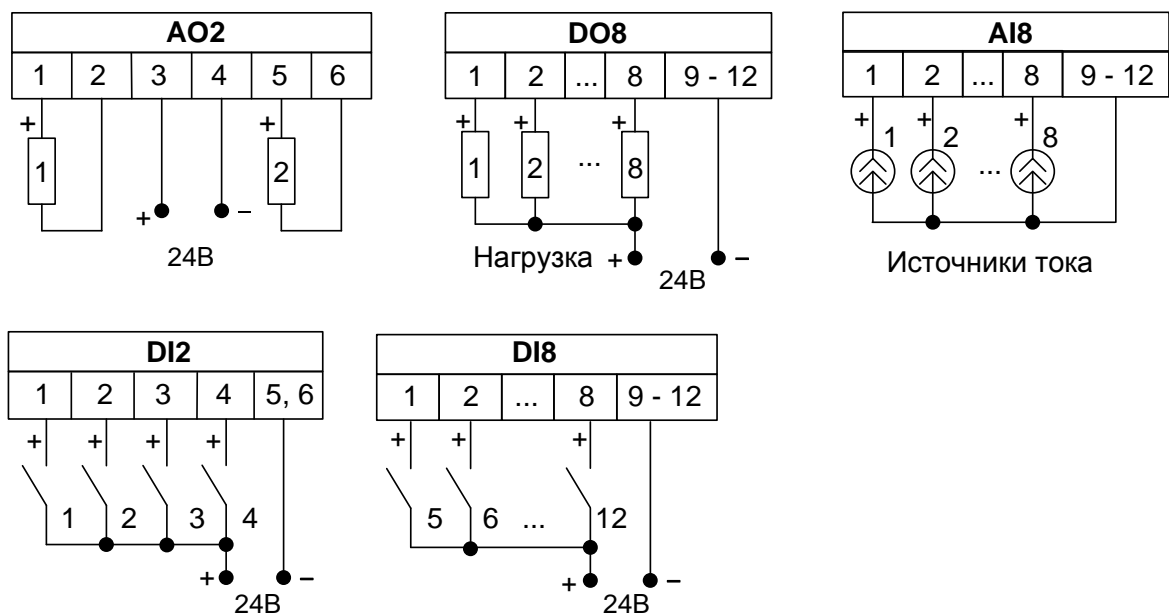 AO2
1 2 3 4 5 6
+ +
1 2
+ –
24В
DO8
1 2 ... 8 9 - 12
+ + +
1 2 ... 8
Нагрузка + –
24В
AI8
1 2 ... 8 9 - 12
+ + +
1 2 ... 8
Источники тока
DI2
1 2 3 4 5, 6
+ + + +
1 2 3 4
+ –
24В
DI8
1 2 ... 8 9 - 12
+ + +
5 6 ... 12
+ –
24В